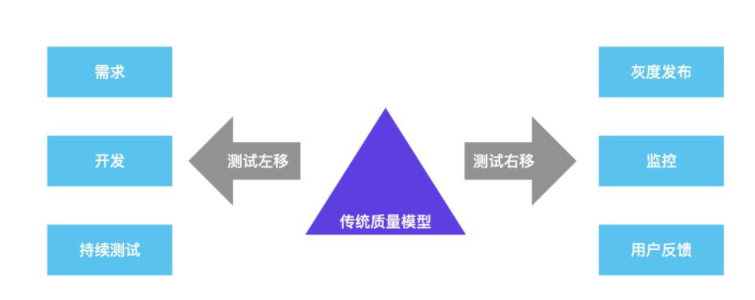 需求
开发
持续测试
测试左移
传统质量模型
测试右移
灰度发布
监控
用户反馈